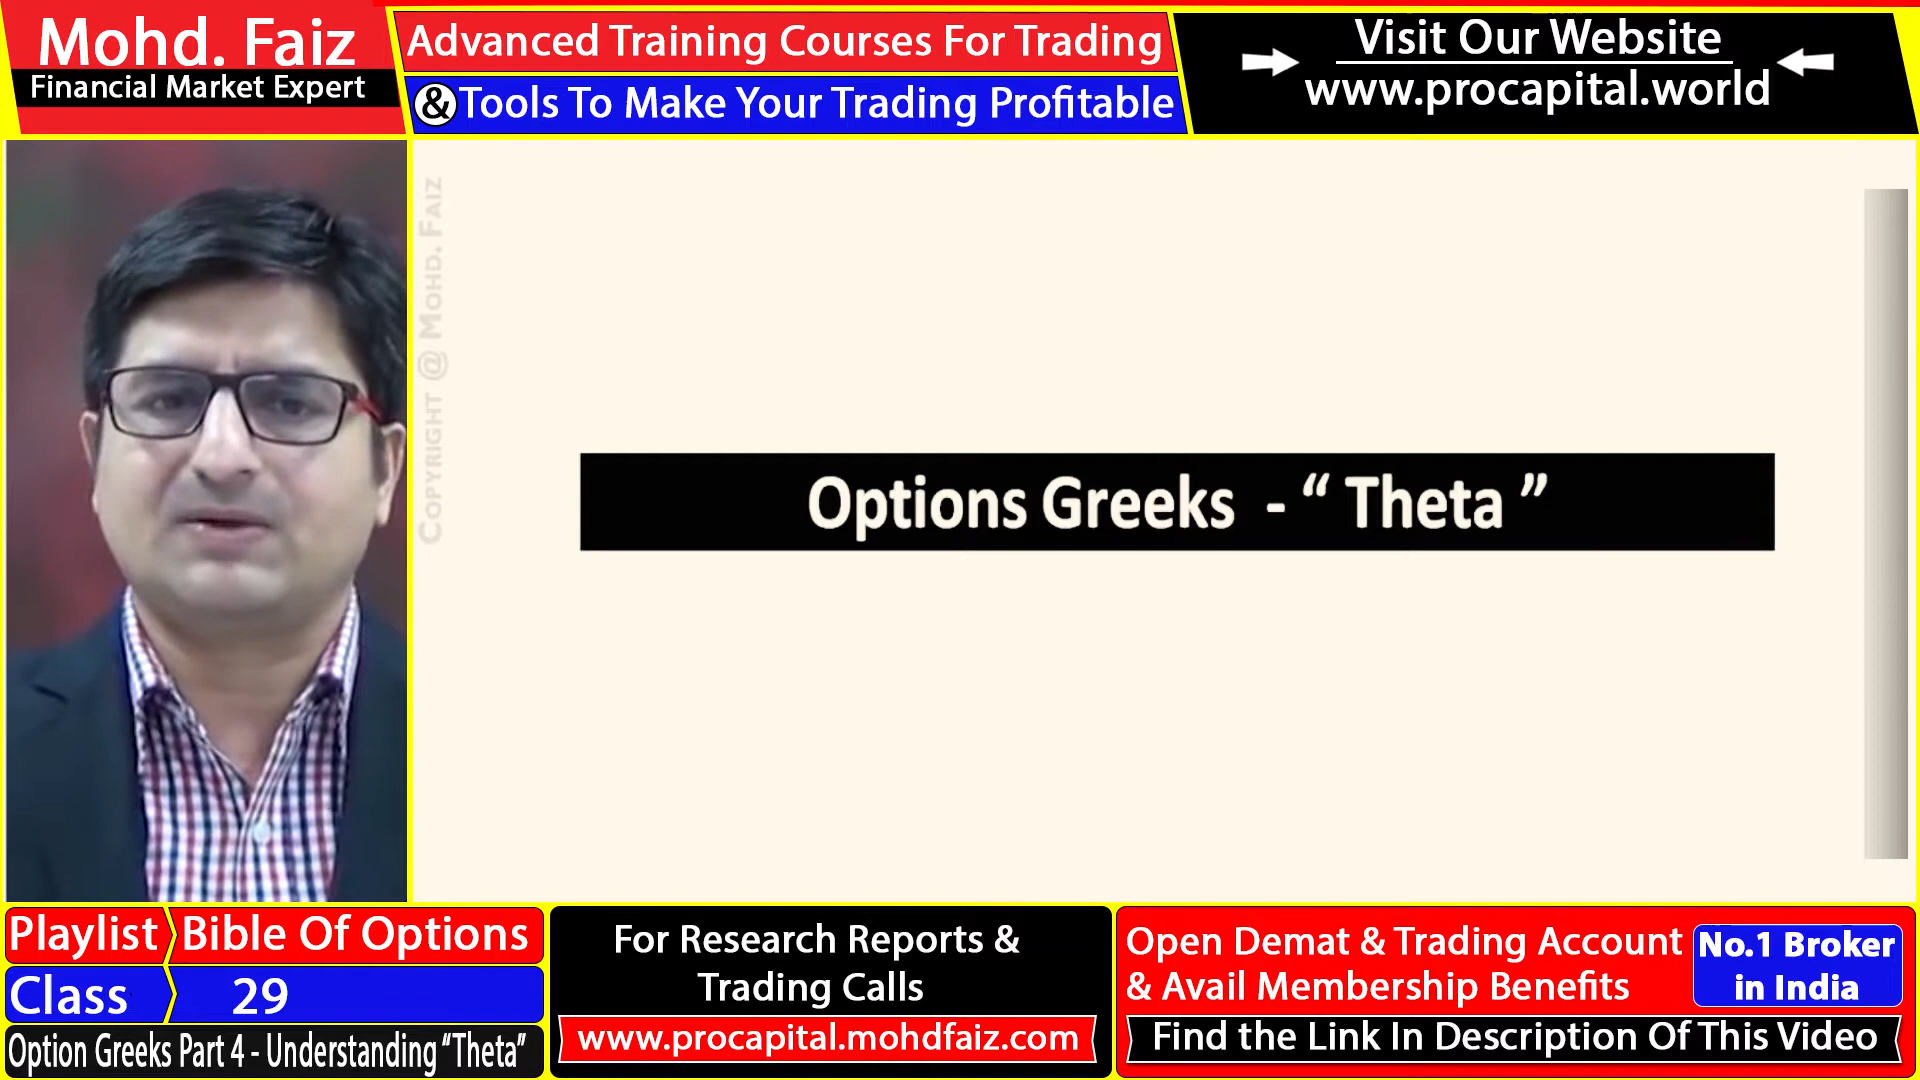 Mohd. Faiz
Financial Market Expert
Advanced Training Courses For Trading
& Tools To Make Your Trading Profitable
Visit Our Website
www.procapital.world
COPYRIGHT @ MOHD. FAIZ
Options Greeks - “ Theta ”
Playlist Bible Of Options
Class 29
Option Greeks Part 4 - Understanding “Theta”
For Research Reports &
Trading Calls
www.procapital.mohdfaiz.com
Open Demat & Trading Account
& Avail Membership Benefits
No.1 Broker
in India
Find the Link In Description Of This Video